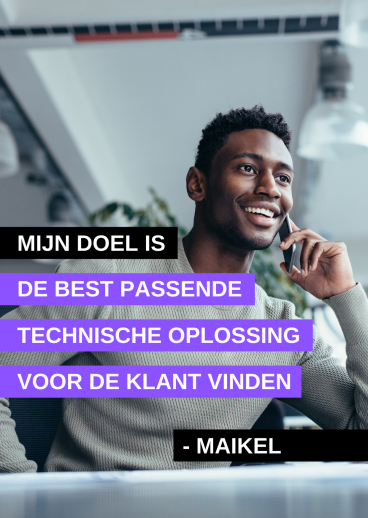 MIJN DOEL IS
DE BEST PASSENDE
TECHNISCHE OPLOSSING
VOOR DE KLANT VINDEN
- MAIKEL